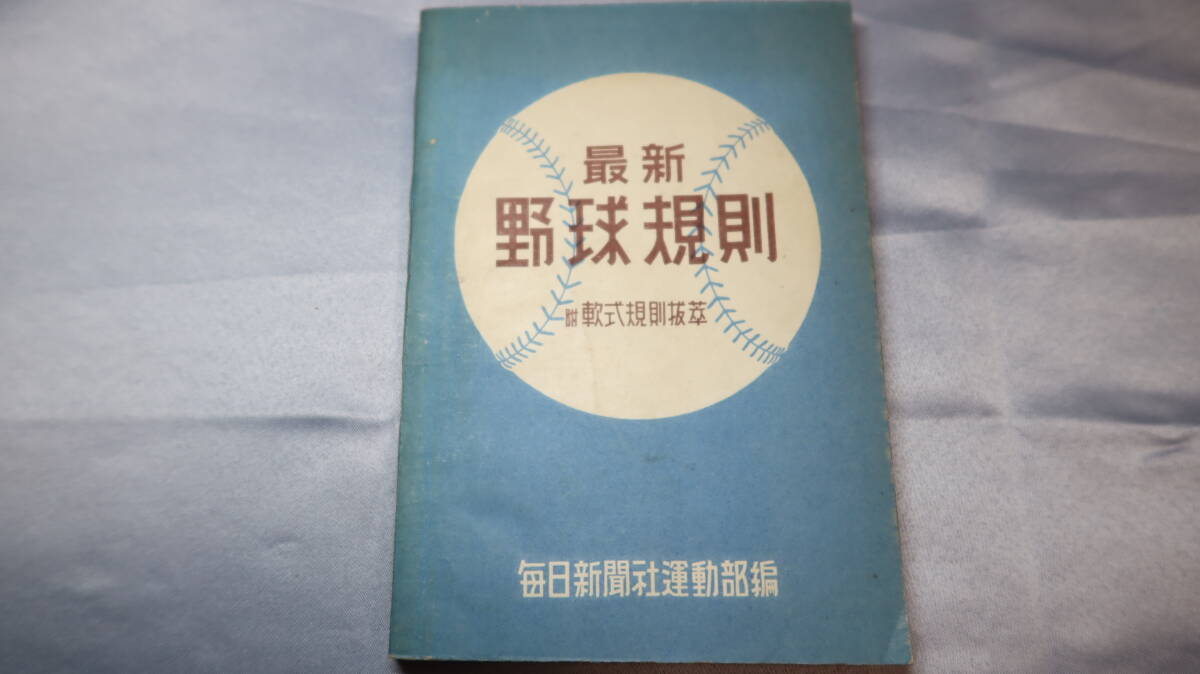 最新
野球規則
附 軟式規則抜萃
毎日新聞社運動部編